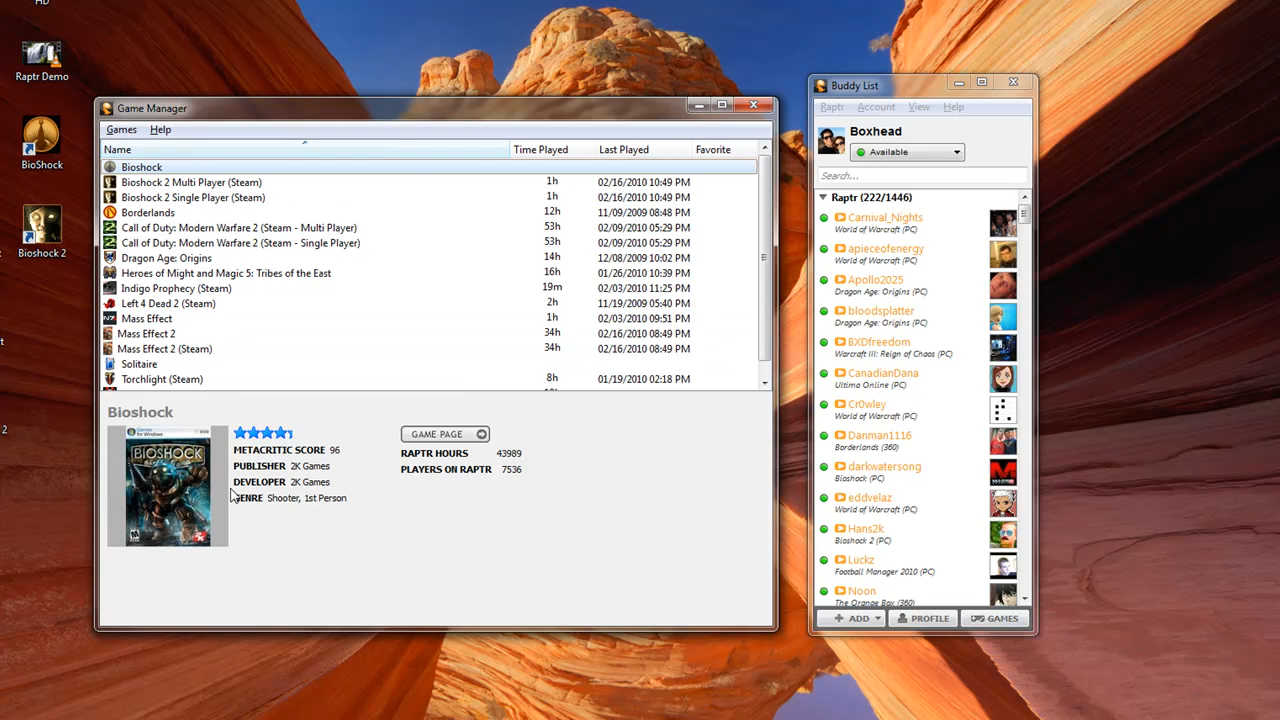 HD
Raptr Demo
BioShock
Bioshock 2
2
Game Manager
Games Help
Name Time Played Last Played Favorite
Bioshock
Bioshock 2 Multi Player (Steam) 1h 02/16/2010 10:49 PM
Bioshock 2 Single Player (Steam) 1h 02/16/2010 10:49 PM
Borderlands 12h 11/09/2009 08:48 PM
Call of Duty: Modern Warfare 2 (Steam - Multi Player) 53h 02/09/2010 05:29 PM
Call of Duty: Modern Warfare 2 (Steam - Single Player) 53h 02/09/2010 05:29 PM
Dragon Age: Origins 14h 12/08/2009 10:02 PM
Heroes of Might and Magic 5: Tribes of the East 16h 01/26/2010 10:39 PM
Indigo Prophecy (Steam) 19m 02/03/2010 11:25 PM
Left 4 Dead 2 (Steam) 2h 11/19/2009 05:40 PM
Mass Effect 1h 02/03/2010 09:51 PM
Mass Effect 2 34h 02/16/2010 08:49 PM
Mass Effect 2 (Steam) 34h 02/16/2010 08:49 PM
Solitaire
Torchlight (Steam) 8h 01/19/2010 02:18 PM
Bioshock
BIOSHOCK
METACRITIC SCORE 96
PUBLISHER 2K Games
DEVELOPER 2K Games
GENRE Shooter, 1st Person
GAME PAGE
RAPTR HOURS 43989
PLAYERS ON RAPTR 7536
Buddy List
Raptr Account View Help
Boxhead
Available
Search...
Raptr (222/1446)
Carnival_Nights
World of Warcraft (PC)
apieceofenergy
World of Warcraft (PC)
Apollo2025
Dragon Age: Origins (PC)
bloodsplatter
Dragon Age: Origins (PC)
BXDfreedom
Warcraft III: Reign of Chaos (PC)
CanadianDana
Ultima Online (PC)
Cr0wley
World of Warcraft (PC)
Danman1116
Borderlands (360)
darkwatersong
Bioshock (PC)
eddvelaz
World of Warcraft (PC)
Hans2k
Bioshock 2 (PC)
Luckz
Football Manager 2010 (PC)
Noon
The Orange Box (360)
ADD PROFILE GAMES